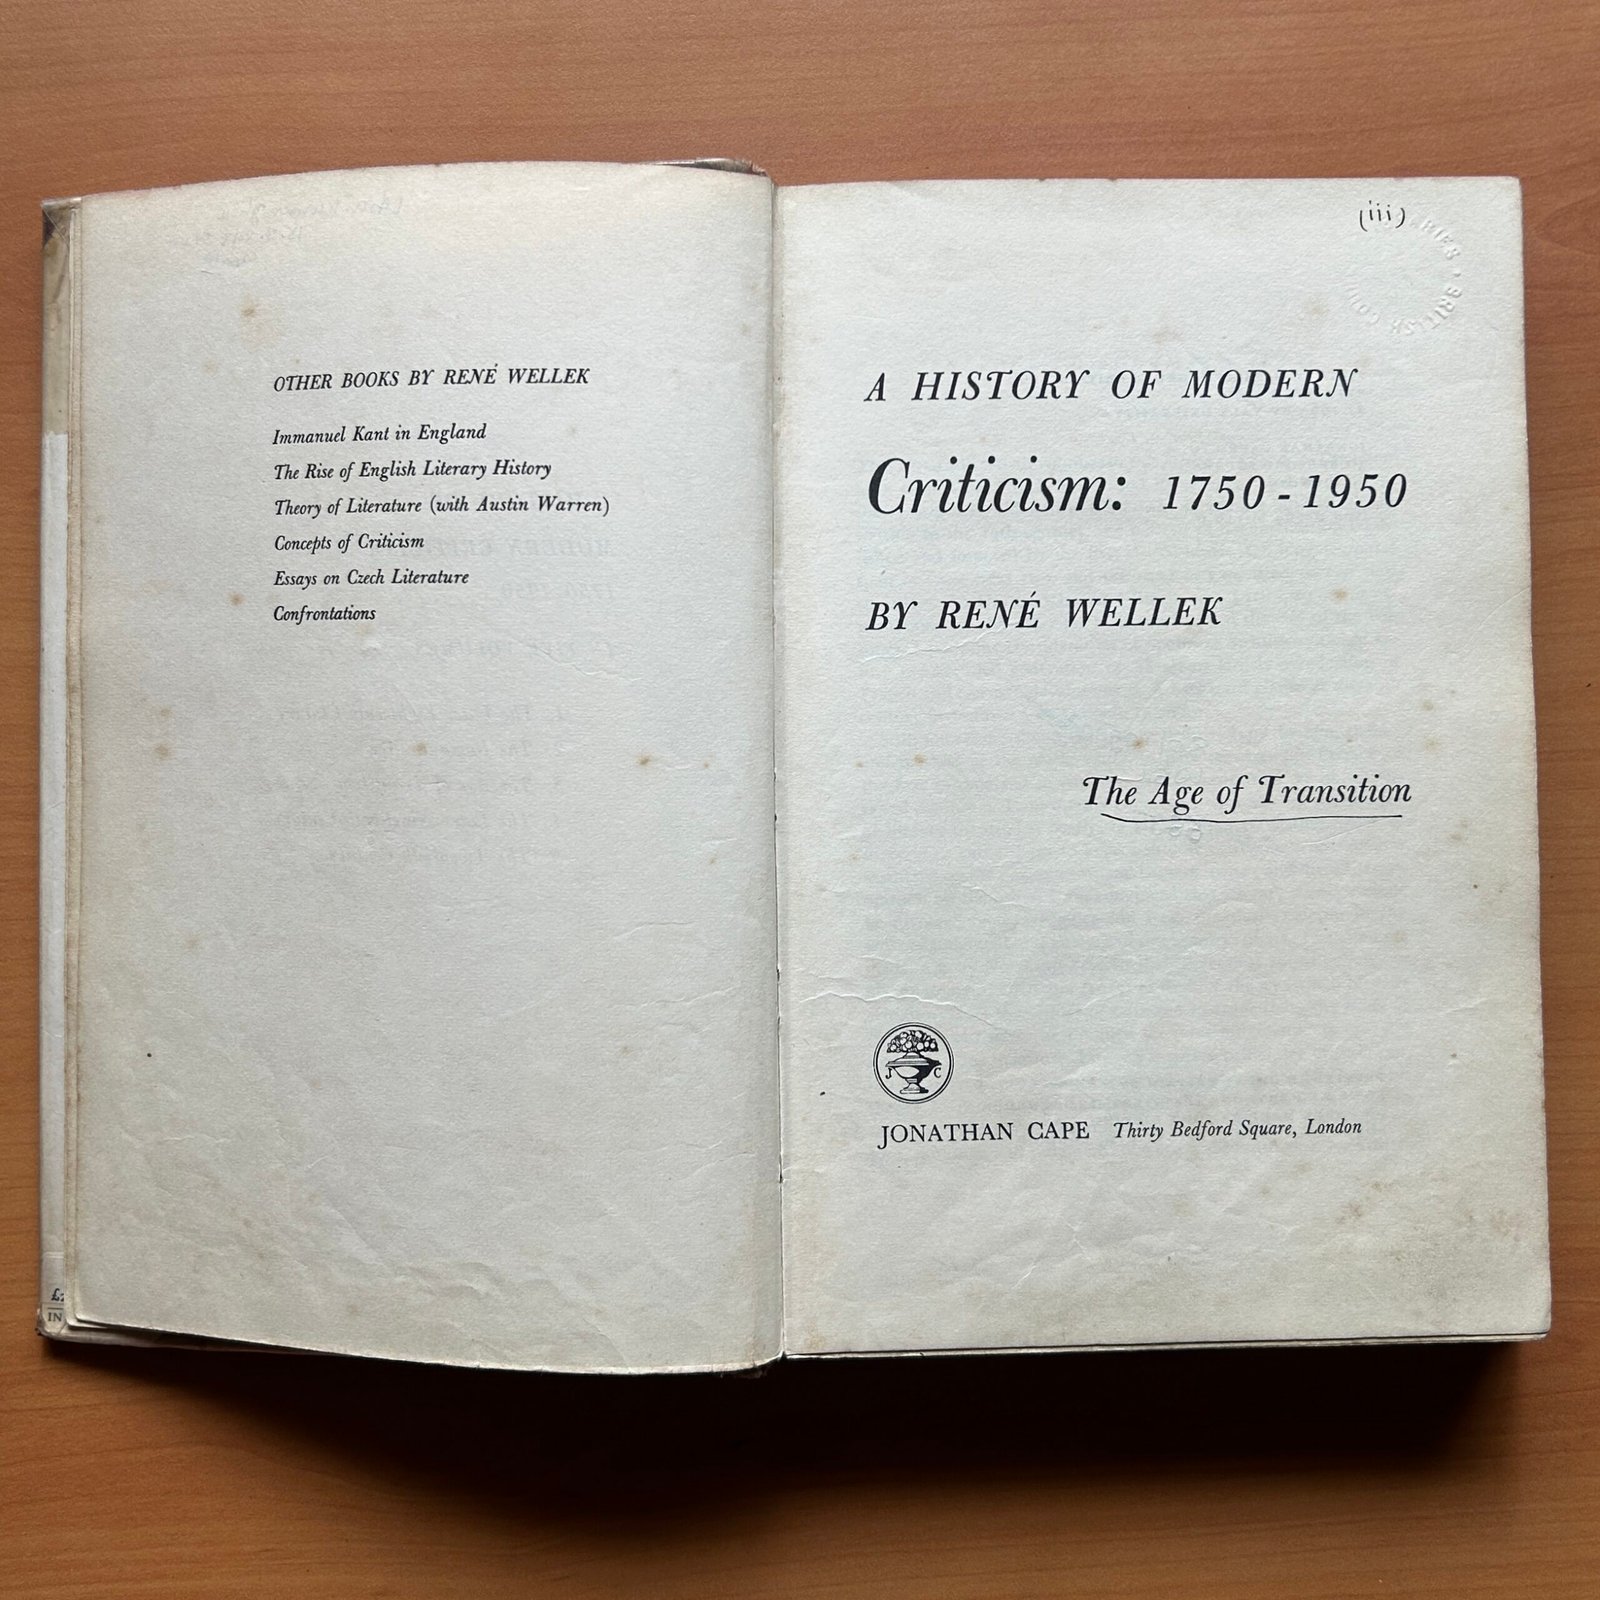 OTHER BOOKS BY RENÉ WELLEK
Immanuel Kant in England
The Rise of English Literary History
Theory of Literature (with Austin Warren)
Concepts of Criticism
Essays on Czech Literature
Confrontations
IN
(iii)
BRITISH
A HISTORY OF MODERN
Criticism: 1750-1950
BY RENÉ WELLEK
The Age of Transition
J C
JONATHAN CAPE Thirty Bedford Square, London